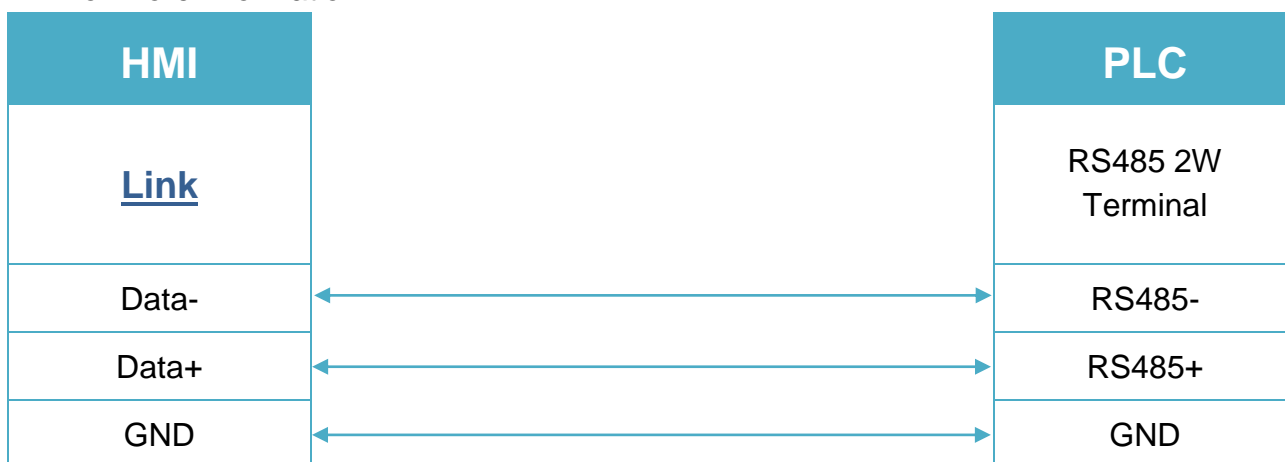 HMI PLC
Link RS485 2W
Terminal
Data- RS485-
Data+ RS485+
GND GND